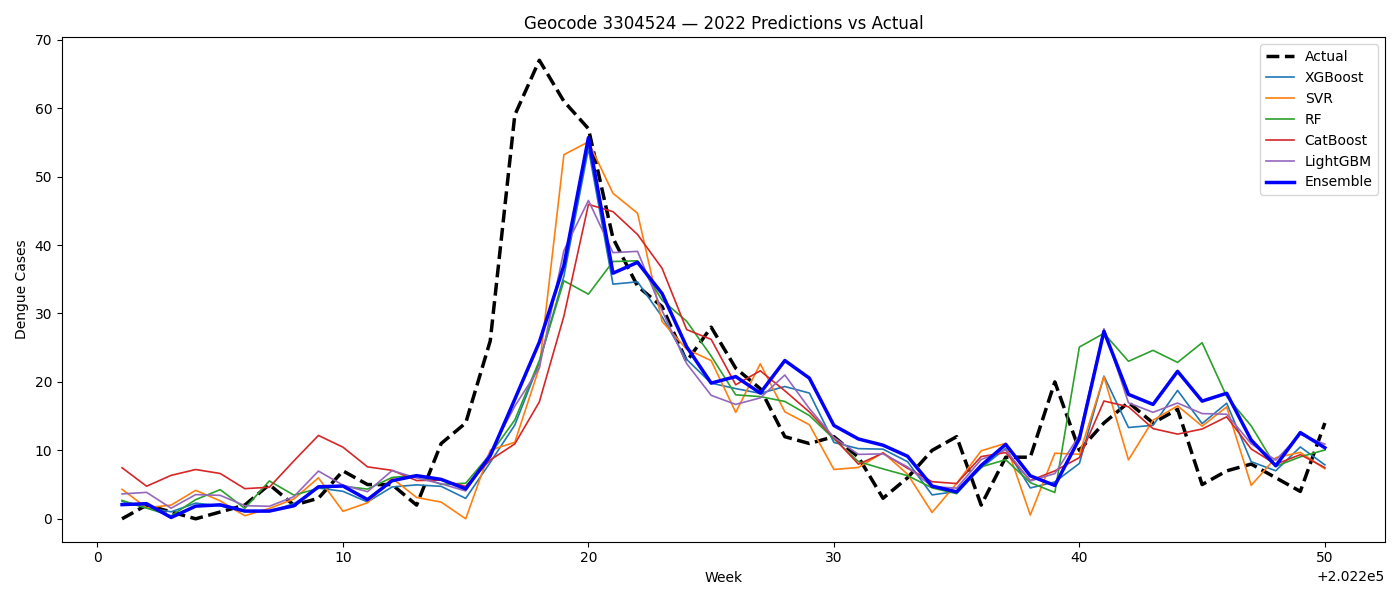 Geocode 3304524 — 2022 Predictions vs Actual
70
60
50
40
30
20
10
0
Dengue Cases
Actual
XGBoost
SVR
RF
CatBoost
LightGBM
Ensemble
0 10 20 30 40 50
Week
+2.022e5